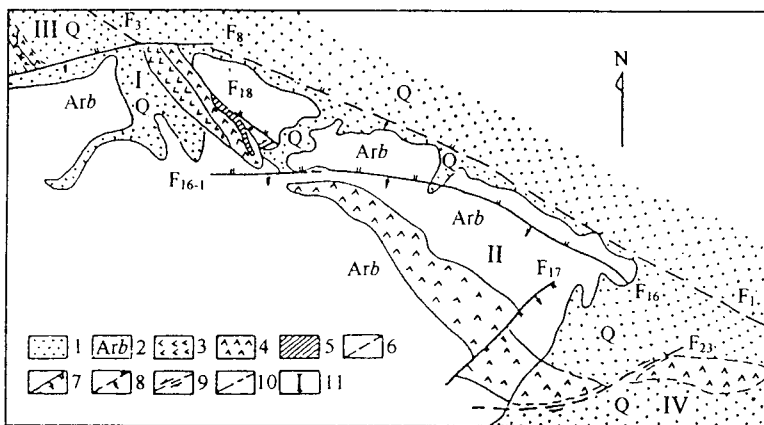 III Q F3 F8
N
Arb I Q F18 Q
Q Arb Q
F16-1
Arb
Arb II
F17
F16 F1
Q
F23
Q IV
1 Arb 2 3 4 5 6
7 8 9 10 11